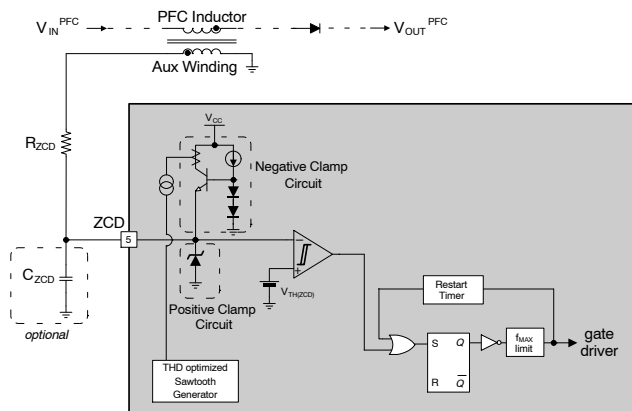 PFC Inductor
V_IN^PFC
V_OUT^PFC
Aux Winding
V_CC
R_ZCD
Negative Clamp
Circuit
ZCD
5
C_ZCD
optional
Positive Clamp
Circuit
V_TH(ZCD)
Restart
Timer
THD optimized
Sawtooth
Generator
S
Q
R
Q̅
f_MAX
limit
gate
driver